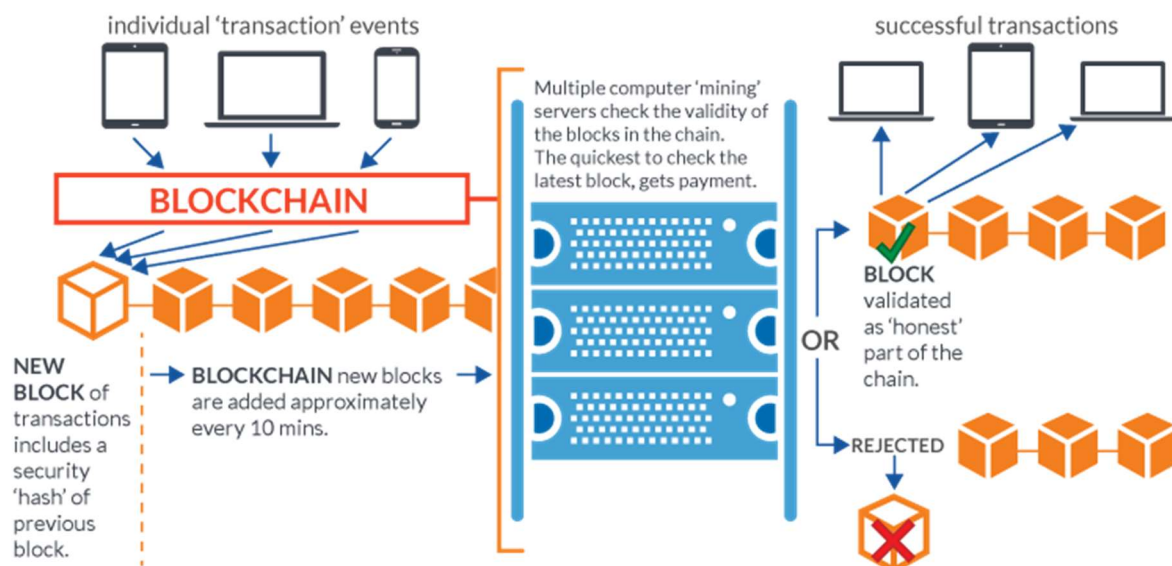 individual ‘transaction’ events
BLOCKCHAIN
NEW
BLOCK of
transactions
includes a
security
‘hash’ of
previous
block.
BLOCKCHAIN new blocks
are added approximately
every 10 mins.
Multiple computer ‘mining’
servers check the validity of
the blocks in the chain.
The quickest to check the
latest block, gets payment.
OR
successful transactions
BLOCK
validated
as ‘honest’
part of the
chain.
REJECTED